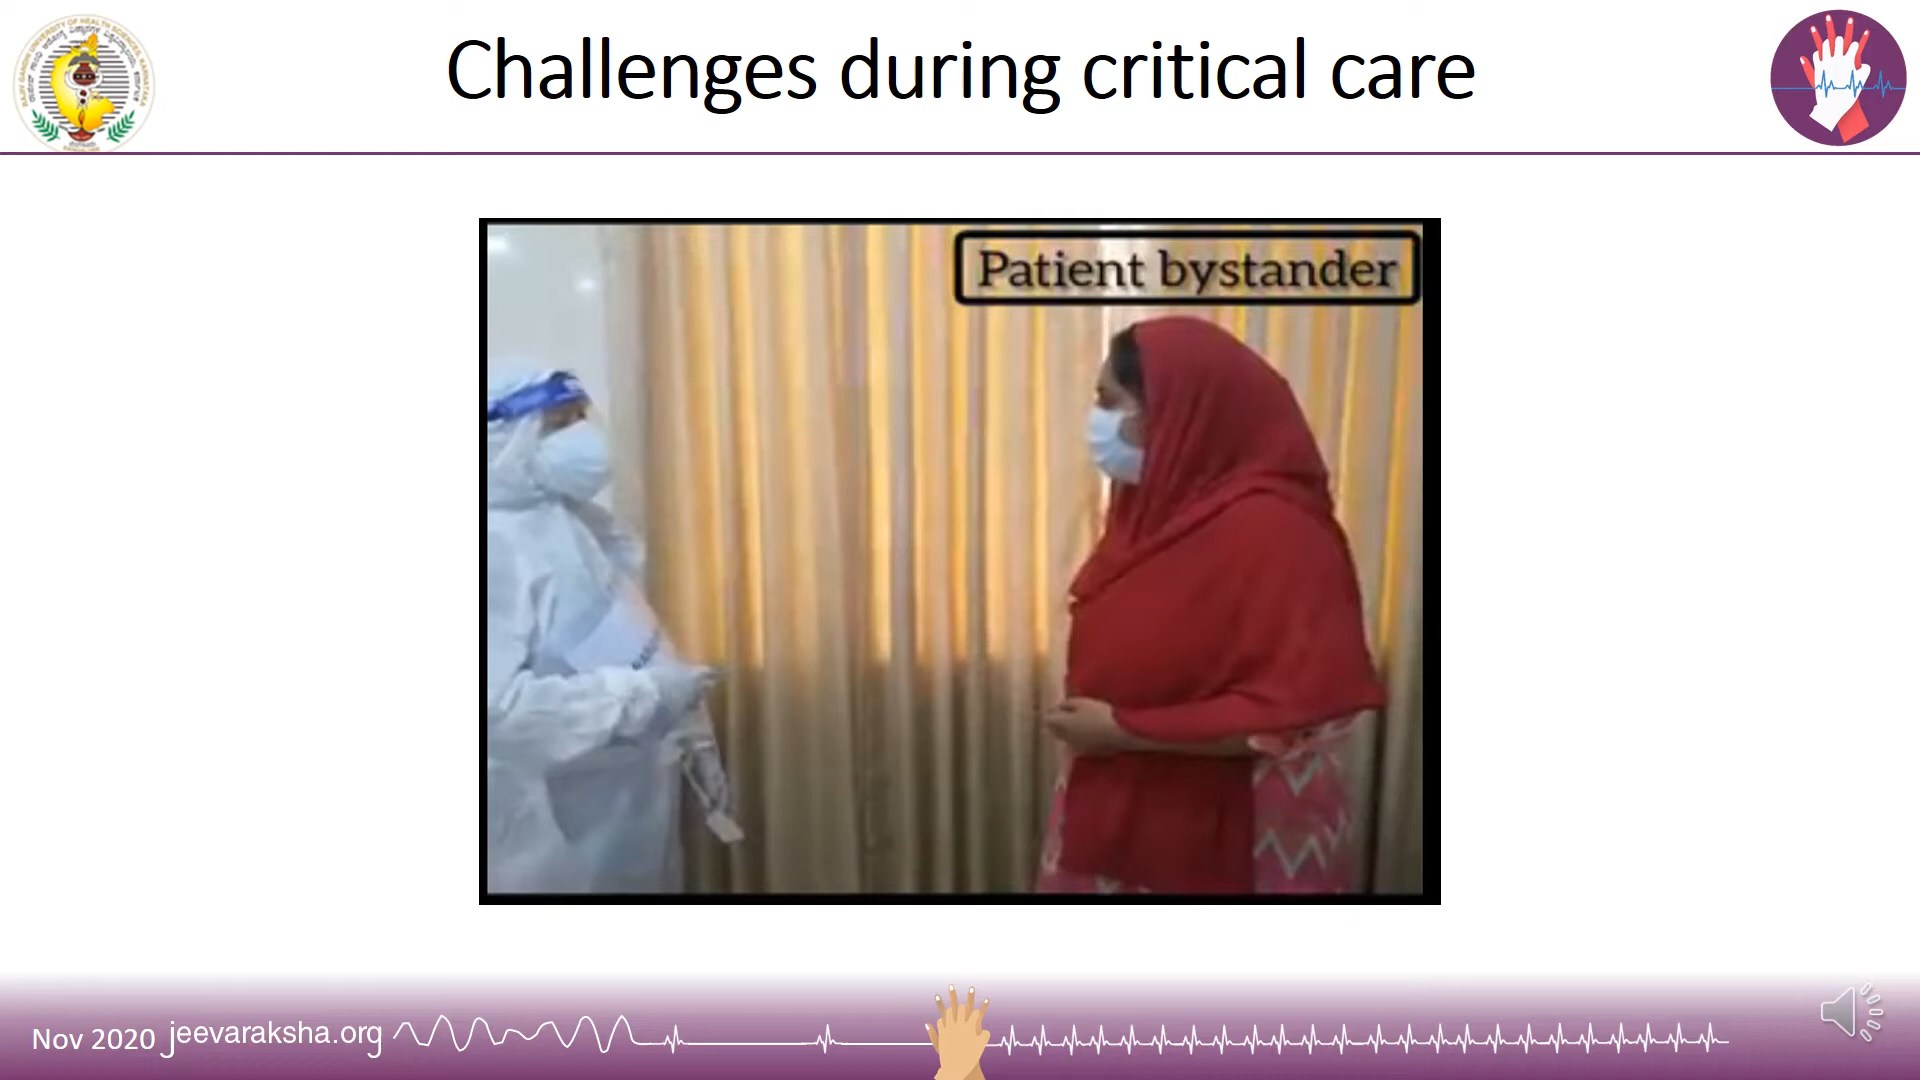 Challenges during critical care
Patient bystander
Nov 2020
jeevaraksha.org